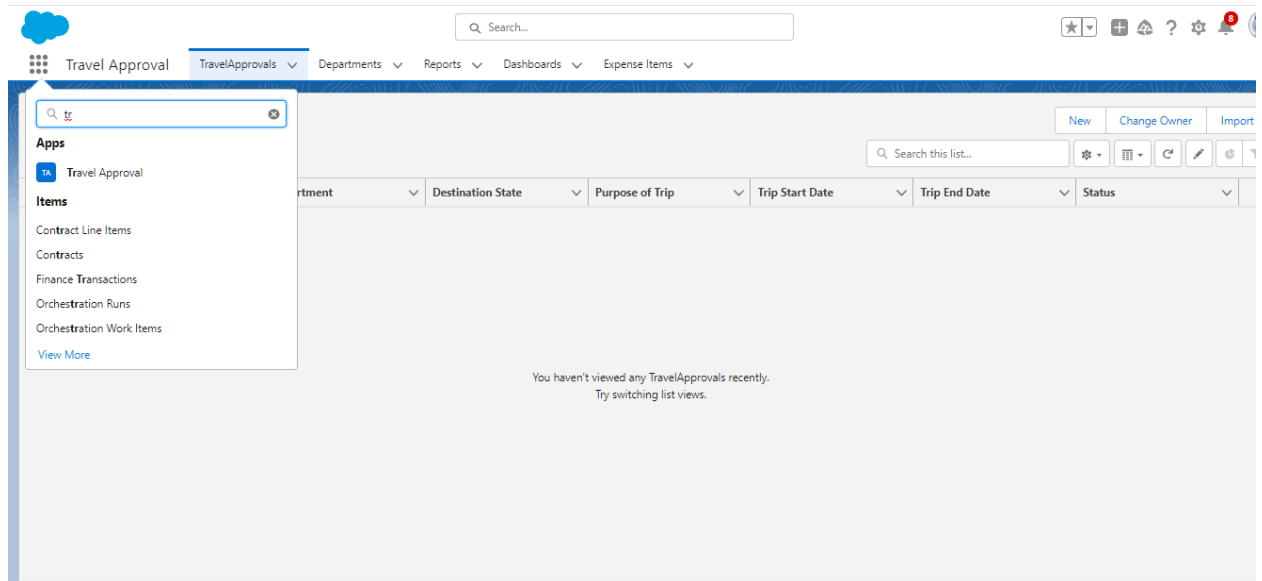 Search...
8
Travel Approval
TravelApprovals
Departments
Reports
Dashboards
Expense Items
tr
Apps
TA Travel Approval
Items
Contract Line Items
Contracts
Finance Transactions
Orchestration Runs
Orchestration Work Items
View More
New
Change Owner
Import
Search this list...
rtment
Destination State
Purpose of Trip
Trip Start Date
Trip End Date
Status
You haven't viewed any TravelApprovals recently.
Try switching list views.